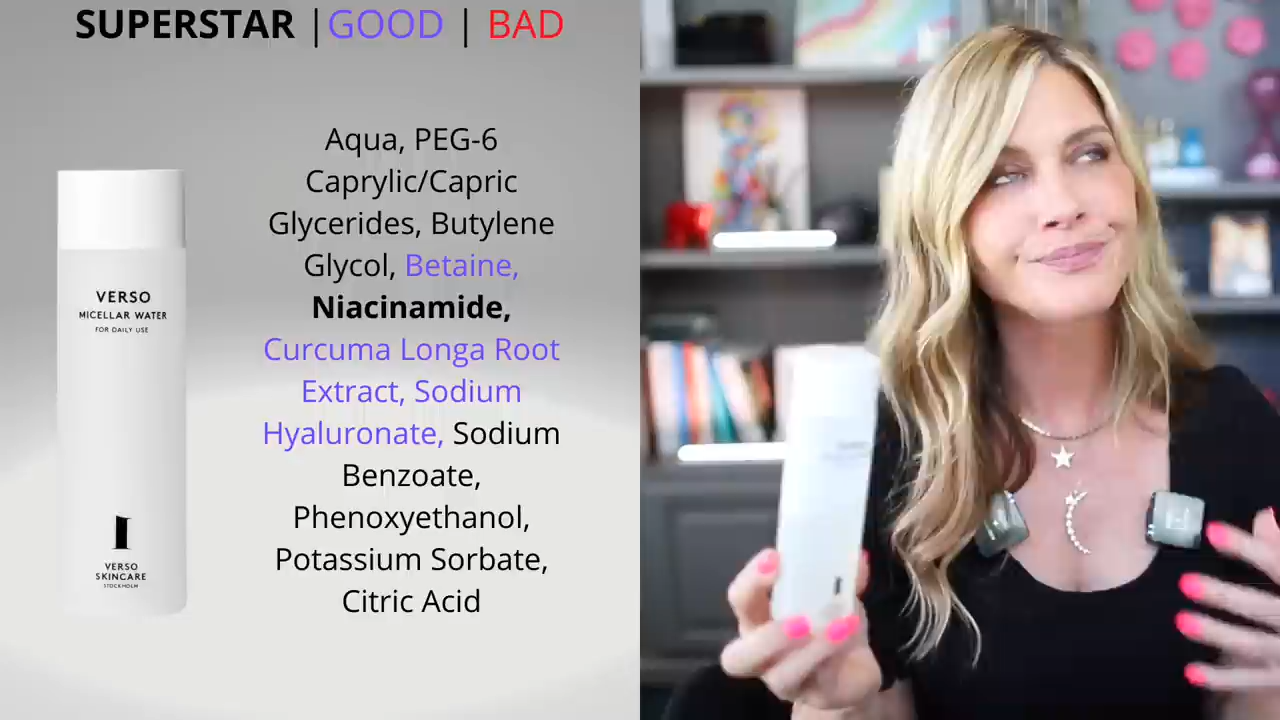 SUPERSTAR | GOOD | BAD
VERSO
MICELLAR WATER
FOR DAILY USE
1
VERSO
SKINCARE
STOCKHOLM
Aqua, PEG-6
Caprylic/Capric
Glycerides, Butylene
Glycol, Betaine,
Niacinamide,
Curcuma Longa Root
Extract, Sodium
Hyaluronate, Sodium
Benzoate,
Phenoxyethanol,
Potassium Sorbate,
Citric Acid